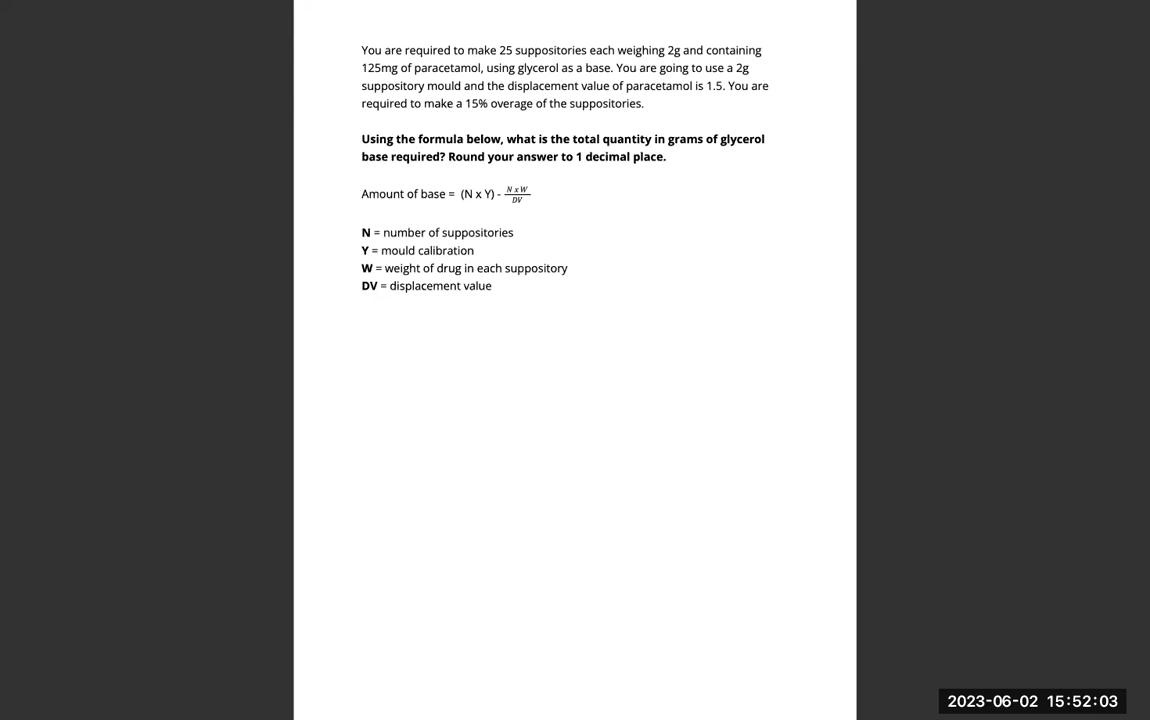 You are required to make 25 suppositories each weighing 2g and containing
125mg of paracetamol, using glycerol as a base. You are going to use a 2g
suppository mould and the displacement value of paracetamol is 1.5. You are
required to make a 15% overage of the suppositories.
Using the formula below, what is the total quantity in grams of glycerol
base required? Round your answer to 1 decimal place.
Amount of base = (N x Y) - N x W / DV
N = number of suppositories
Y = mould calibration
W = weight of drug in each suppository
DV = displacement value
2023-06-02 15:52:03